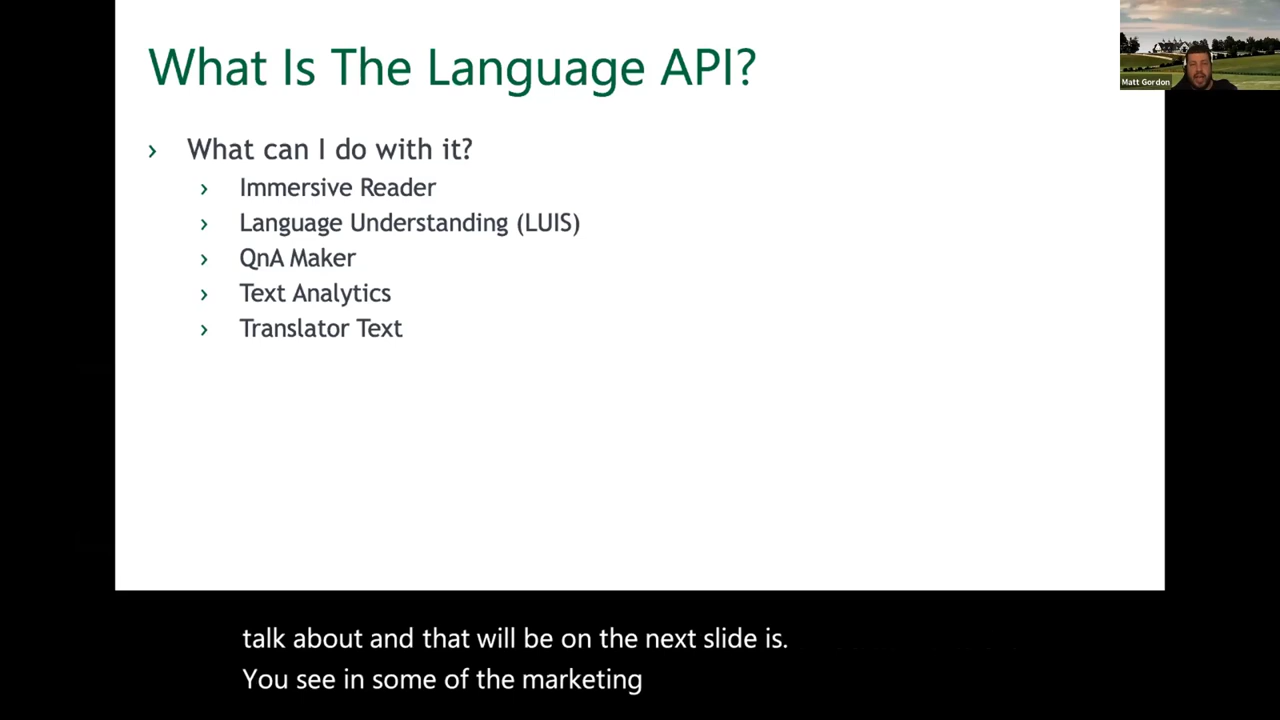 What Is The Language API?
Matt Gordon
› What can I do with it?
› Immersive Reader
› Language Understanding (LUIS)
› QnA Maker
› Text Analytics
› Translator Text
talk about and that will be on the next slide is.
You see in some of the marketing